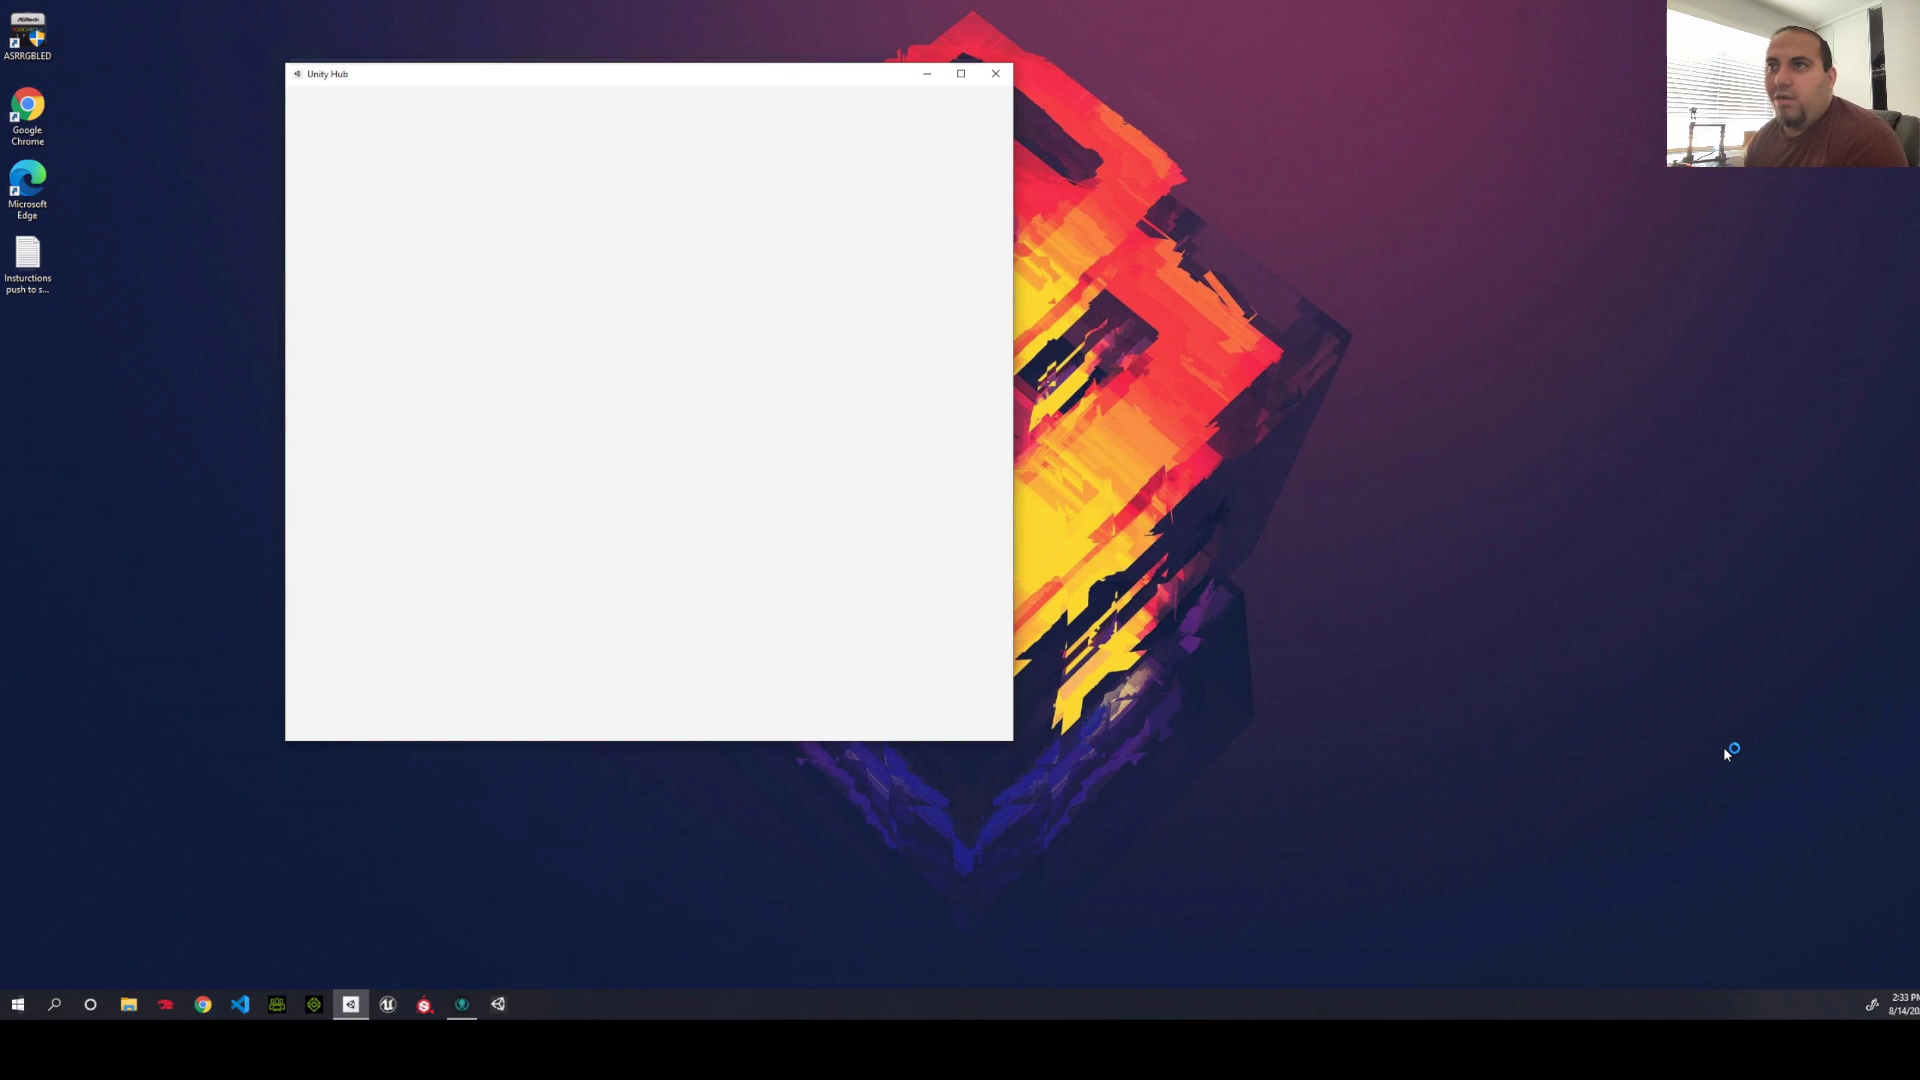 ASRRGBLED
Google
Chrome
Microsoft
Edge
Insturctions
push to s...
Unity Hub
2:33 PM
8/14/20